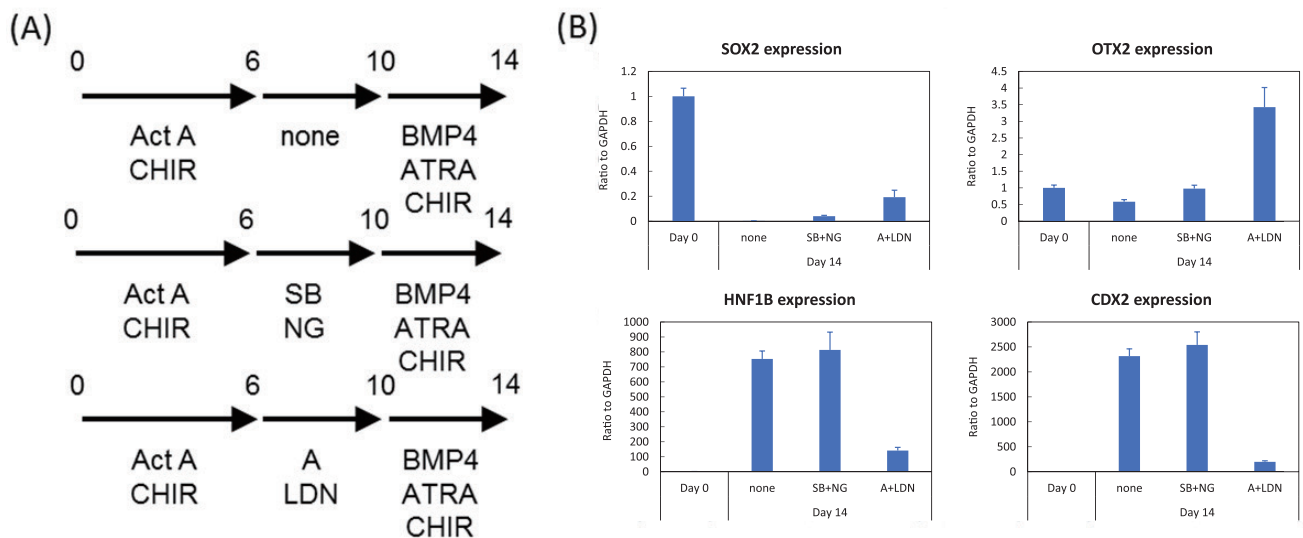 (A)
0 6 10 14
Act A none BMP4
CHIR ATRA
CHIR
0 6 10 14
Act A SB BMP4
CHIR NG ATRA
CHIR
0 6 10 14
Act A A BMP4
CHIR LDN ATRA
CHIR
(B)
SOX2 expression
Ratio to GAPDH
1.2
1
0.8
0.6
0.4
0.2
0
Day 0 none SB+NG A+LDN
Day 14
OTX2 expression
Ratio to GAPDH
4.5
4
3.5
3
2.5
2
1.5
1
0.5
0
Day 0 none SB+NG A+LDN
Day 14
HNF1B expression
Ratio to GAPDH
1000
900
800
700
600
500
400
300
200
100
0
Day 0 none SB+NG A+LDN
Day 14
CDX2 expression
Ratio to GAPDH
3000
2500
2000
1500
1000
500
0
Day 0 none SB+NG A+LDN
Day 14